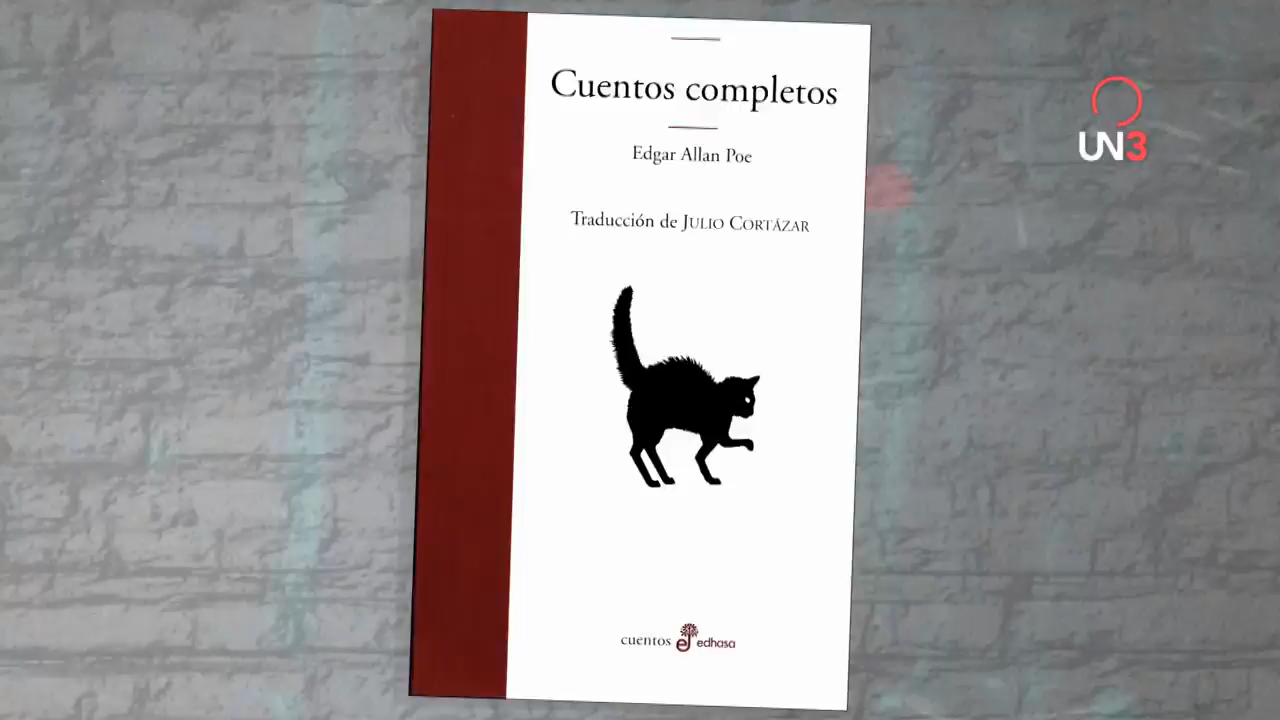 Cuentos completos
Edgar Allan Poe
Traducción de JULIO CORTÁZAR
cuentos edhasa
UN3